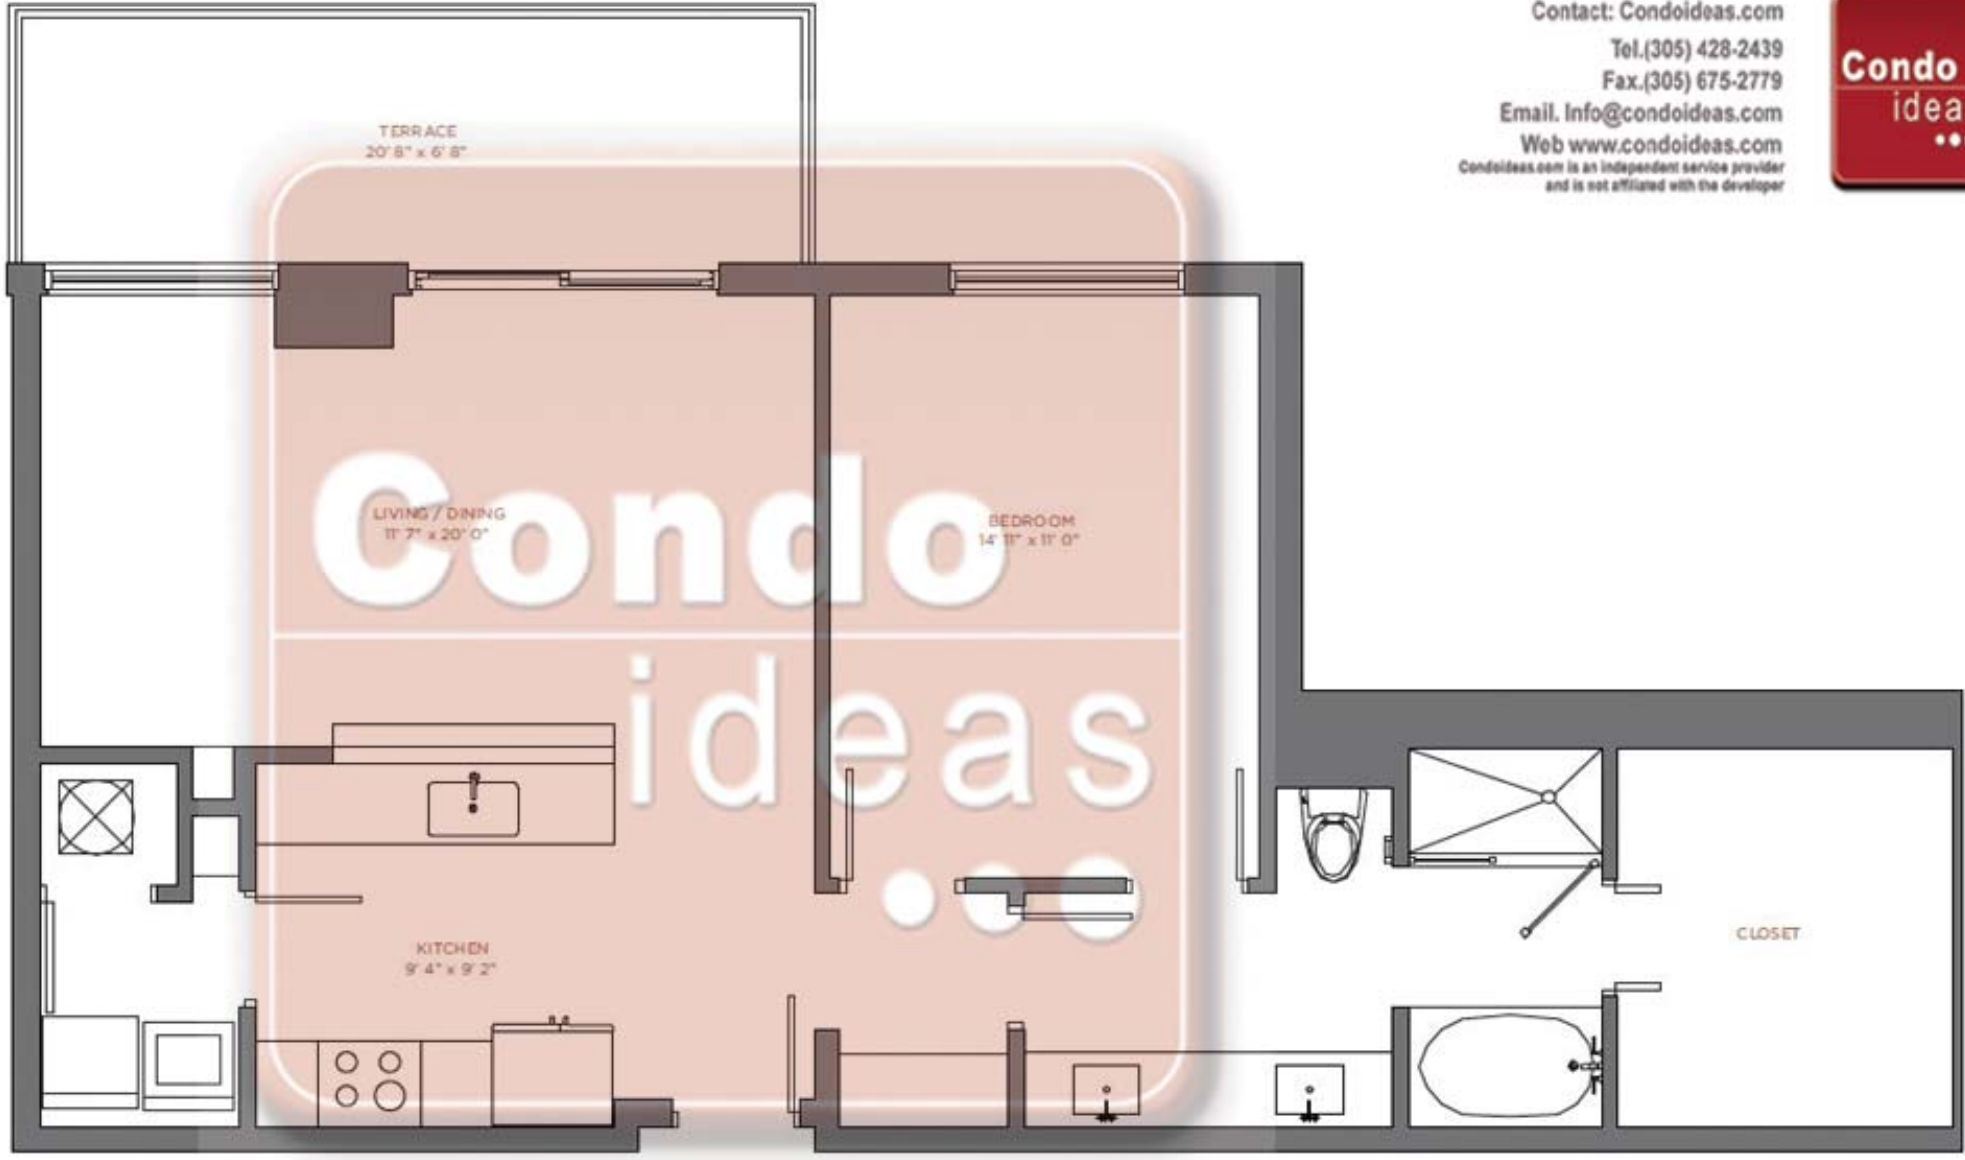 Contact: Condoideas.com
Tel.(305) 428-2439
Fax.(305) 675-2779
Email. Info@condoideas.com
Web www.condoideas.com
Condoideas.com is an independent service provider
and is not affiliated with the developer
Condo
idea
TERRACE
20' 8" x 6' 8"
LIVING / DINING
11' 7" x 20' 0"
BEDROOM
14' 11" x 11' 0"
Condo
ideas
KITCHEN
9' 4" x 9' 2"
CLOSET